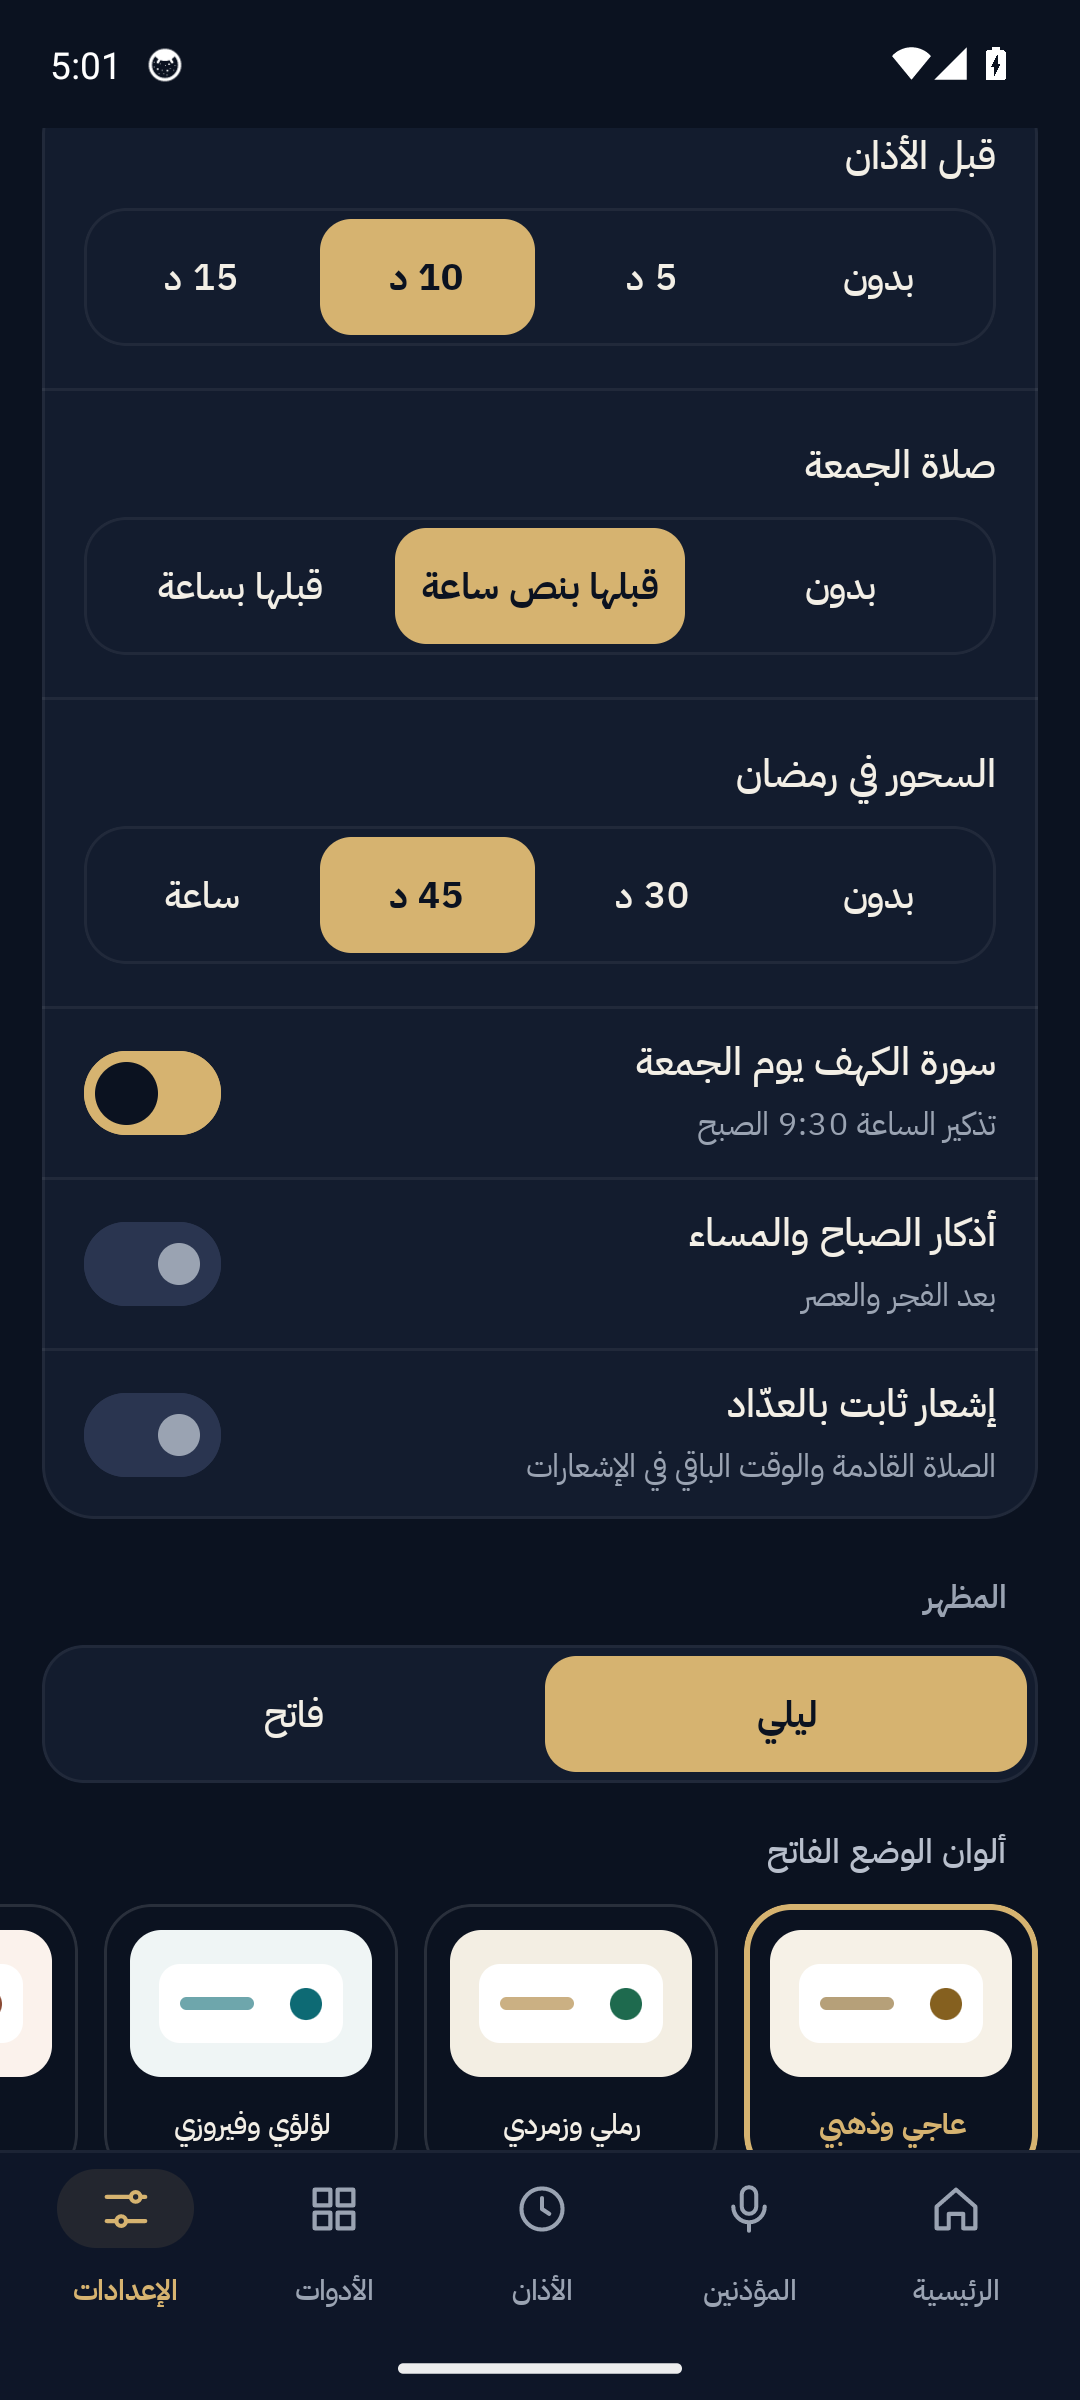 5:01
قبل الأذان
بدون
5 د
10 د
15 د
صلاة الجمعة
بدون
قبلها بنص ساعة
قبلها بساعة
السحور في رمضان
بدون
30 د
45 د
ساعة
سورة الكهف يوم الجمعة
تذكير الساعة 9:30 الصبح
أذكار الصباح والمساء
بعد الفجر والعصر
إشعار ثابت بالعدّاد
الصلاة القادمة والوقت الباقي في الإشعارات
المظهر
ليلي
فاتح
ألوان الوضع الفاتح
عاجي وذهبي
رملي وزمردي
لؤلؤي وفيروزي
الرئيسية
المؤذنين
الأذان
الأدوات
الإعدادات